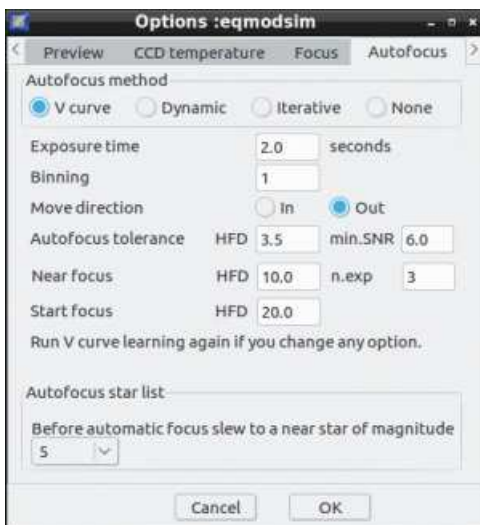 Options :eqmodsim
Preview CCD temperature Focus Autofocus
Autofocus method
V curve Dynamic Iterative None
Exposure time 2.0 seconds
Binning 1
Move direction In Out
Autofocus tolerance HFD 3.5 min.SNR 6.0
Near focus HFD 10.0 n.exp 3
Start focus HFD 20.0
Run V curve learning again if you change any option.
Autofocus star list
Before automatic focus slew to a near star of magnitude
5
Cancel OK